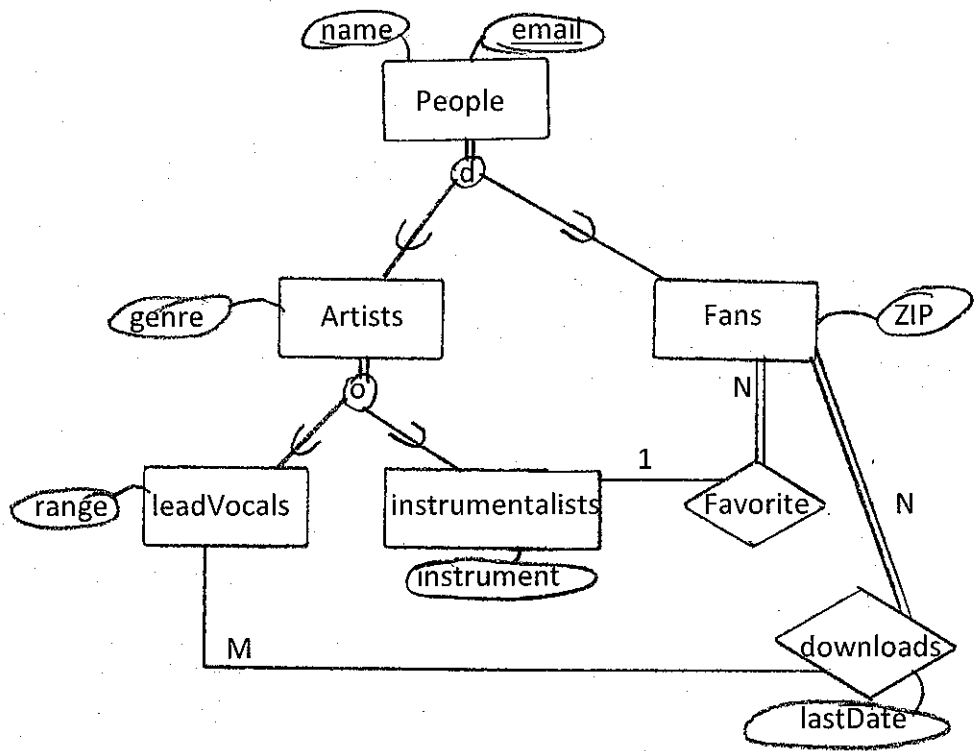 name
email
People
d
genre
Artists
Fans
ZIP
o
N
1
range
leadVocals
instrumentalists
Favorite
N
instrument
M
downloads
lastDate